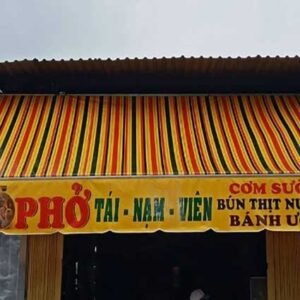 PHỞ TÁI - NẠM - VIÊN
CƠM SƯỜ
BÚN THỊT NƯ
BÁNH Ư